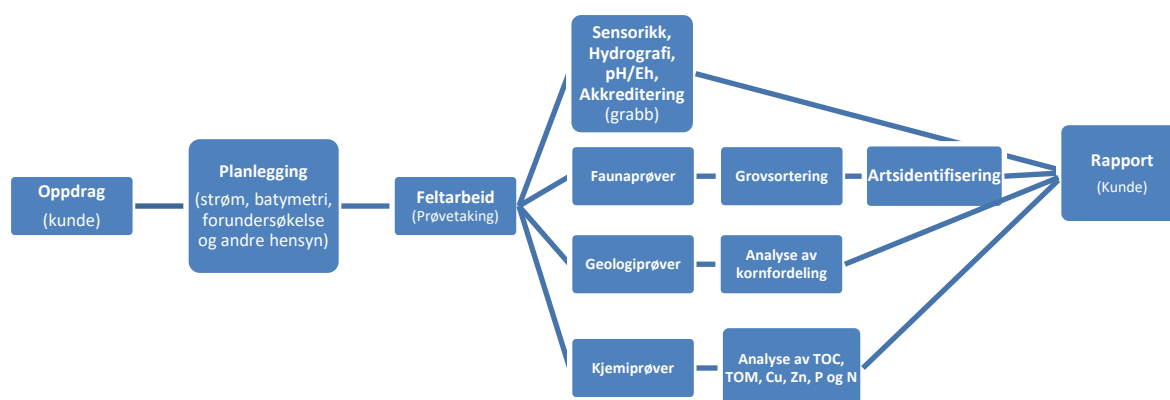 Oppdrag
(kunde)
Planlegging
(strøm, batymetri,
forundersøkelse
og andre hensyn)
Feltarbeid
(Prøvetaking)
Sensorikk,
Hydrografi,
pH/Eh,
Akkreditering
(grabb)
Faunaprøver
Grovsortering
Artsidentifisering
Geologiprøver
Analyse av
kornfordeling
Kjemiprøver
Analyse av TOC,
TOM, Cu, Zn, P og N
Rapport
(Kunde)